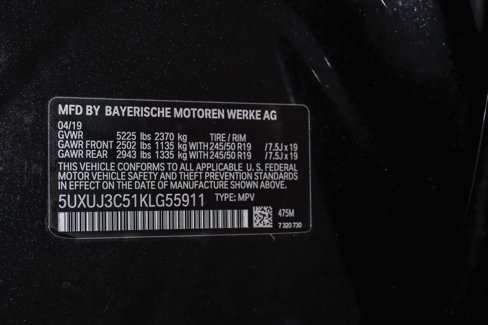 MFD BY BAYERISCHE MOTOREN WERKE AG
04/19
GVWR 5225 lbs 2370 kg TIRE / RIM
GAWR FRONT 2502 lbs 1135 kg WITH 245/50 R19 /7.5J x 19
GAWR REAR 2943 lbs 1335 kg WITH 245/50 R19 /7.5J x 19
THIS VEHICLE CONFORMS TO ALL APPLICABLE U. S. FEDERAL
MOTOR VEHICLE SAFETY AND THEFT PREVENTION STANDARDS
IN EFFECT ON THE DATE OF MANUFACTURE SHOWN ABOVE.
5UXUJ3C51KLG55911 TYPE: MPV
475M
7 320 730